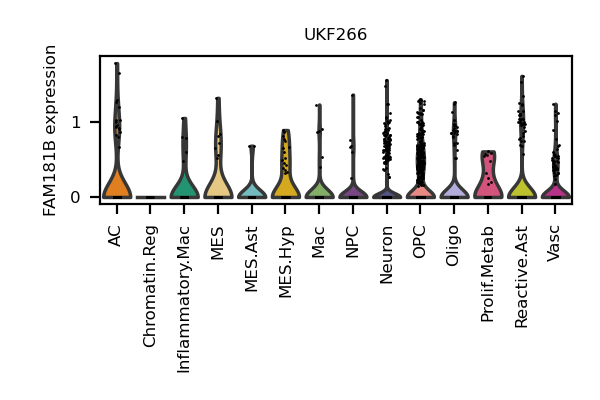 UKF266
FAM181B expression
1
0
AC
Chromatin.Reg
Inflammatory.Mac
MES
MES.Ast
MES.Hyp
Mac
NPC
Neuron
OPC
Oligo
Prolif.Metab
Reactive.Ast
Vasc